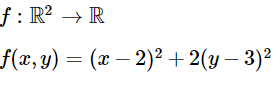 f : ℝ² → ℝ
f(x, y) = (x − 2)² + 2(y − 3)²